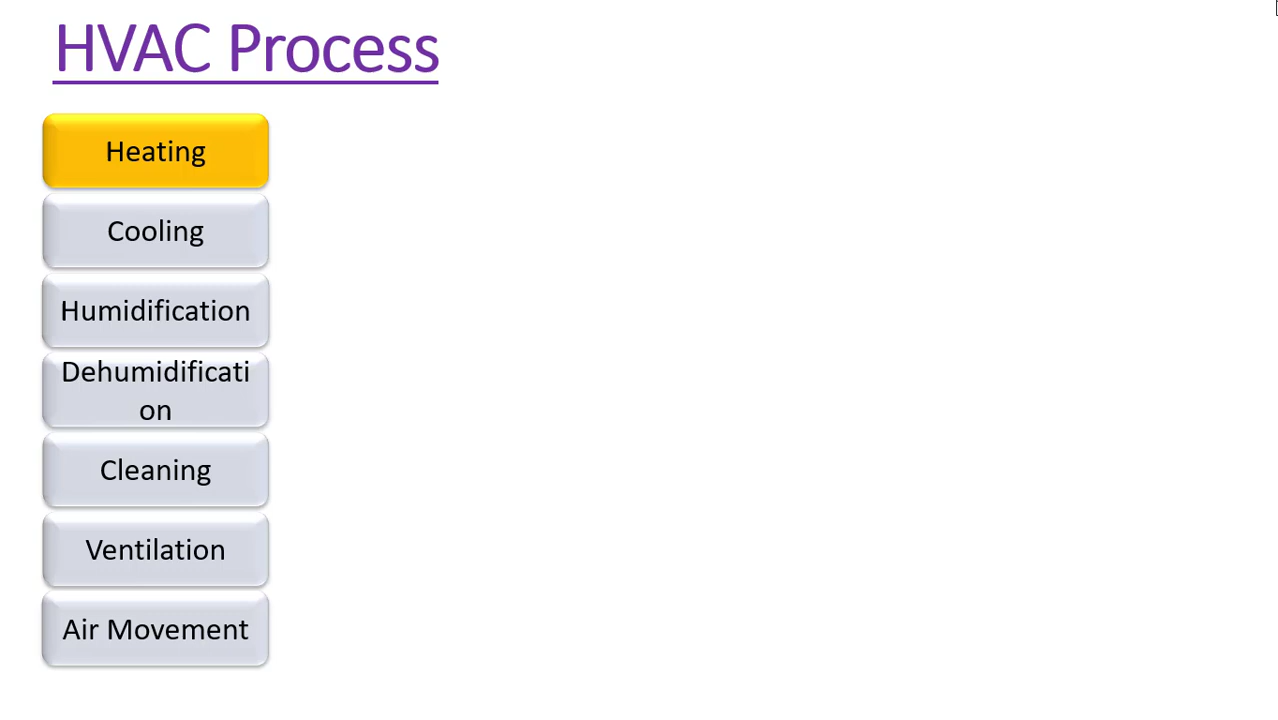 HVAC Process
Heating
Cooling
Humidification
Dehumidificati
on
Cleaning
Ventilation
Air Movement